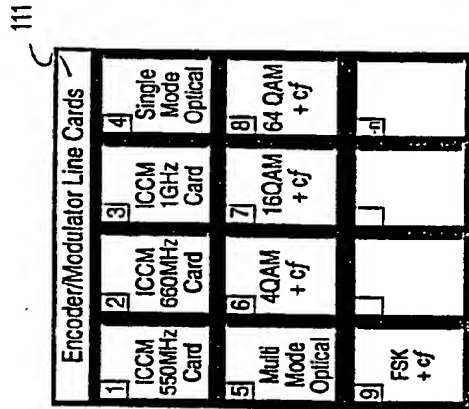 111
Encoder/Modulator Line Cards
1
ICCM
550MHz
Card
2
ICCM
660MHz
Card
3
ICCM
1GHz
Card
4
Single
Mode
Optical
5
Multi
Mode
Optical
6
4QAM
+ cf
7
16QAM
+ cf
8
64 QAM
+ cf
9
FSK
+ cf